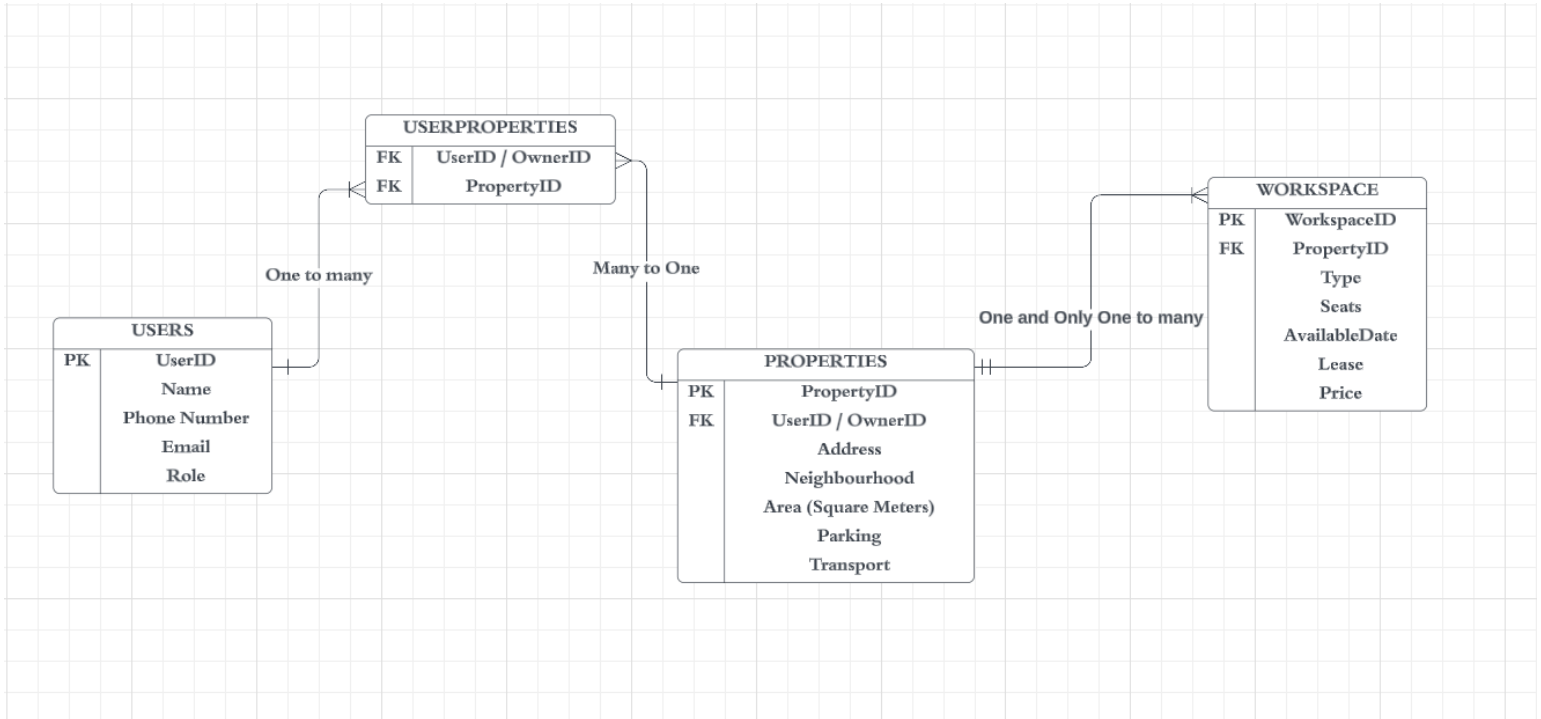 USERPROPERTIES
FK UserID / OwnerID
FK PropertyID
One to many
Many to One
USERS
PK UserID
Name
Phone Number
Email
Role
PROPERTIES
PK PropertyID
FK UserID / OwnerID
Address
Neighbourhood
Area (Square Meters)
Parking
Transport
One and Only One to many
WORKSPACE
PK WorkspaceID
FK PropertyID
Type
Seats
AvailableDate
Lease
Price